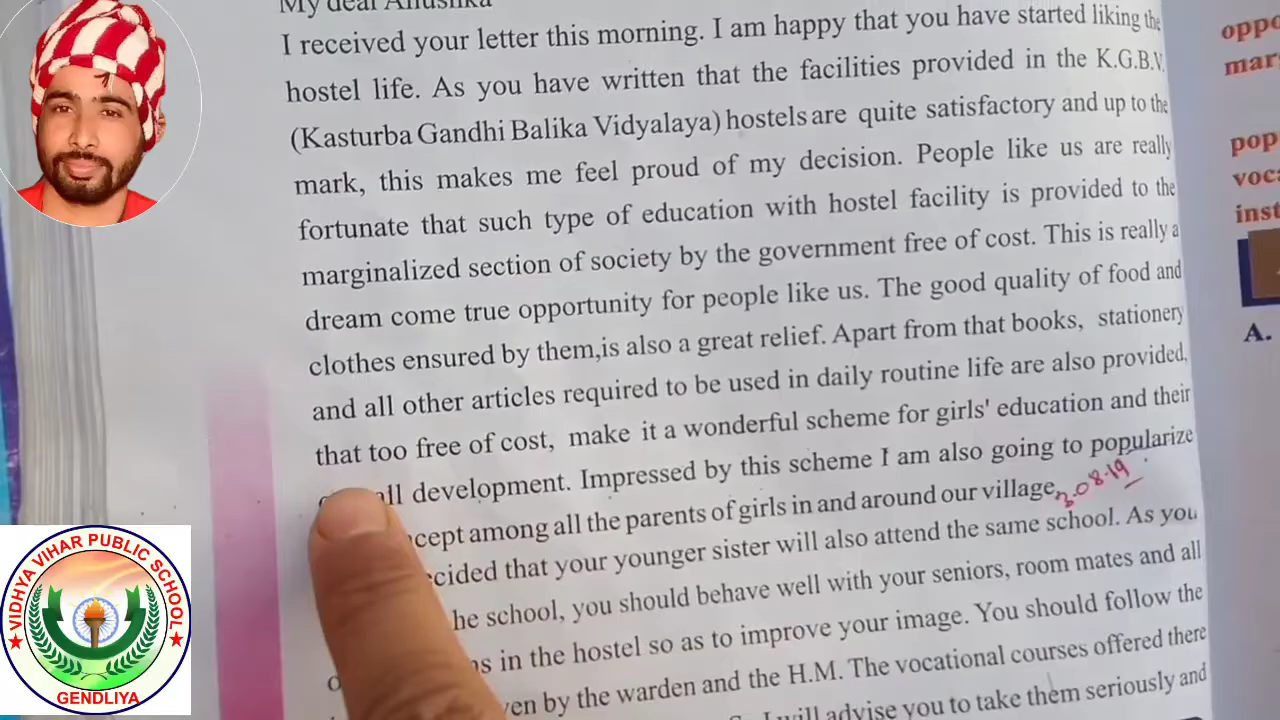 My dear Anushka
I received your letter this morning. I am happy that you have started liking the
hostel life. As you have written that the facilities provided in the K.G.B.V.
(Kasturba Gandhi Balika Vidyalaya) hostels are quite satisfactory and up to the
mark, this makes me feel proud of my decision. People like us are really
fortunate that such type of education with hostel facility is provided to the
marginalized section of society by the government free of cost. This is really a
dream come true opportunity for people like us. The good quality of food and
clothes ensured by them,is also a great relief. Apart from that books, stationery
and all other articles required to be used in daily routine life are also provided,
that too free of cost, make it a wonderful scheme for girls' education and their
all development. Impressed by this scheme I am also going to popularize
cept among all the parents of girls in and around our village
3.08.19
cided that your younger sister will also attend the same school. As you
he school, you should behave well with your seniors, room mates and all
s in the hostel so as to improve your image. You should follow the
ven by the warden and the H.M. The vocational courses offered there
I will advise you to take them seriously and
oppo
mar
pop
voca
inst
A.
VIDHYA VIHAR PUBLIC SCHOOL
GENDLIYA